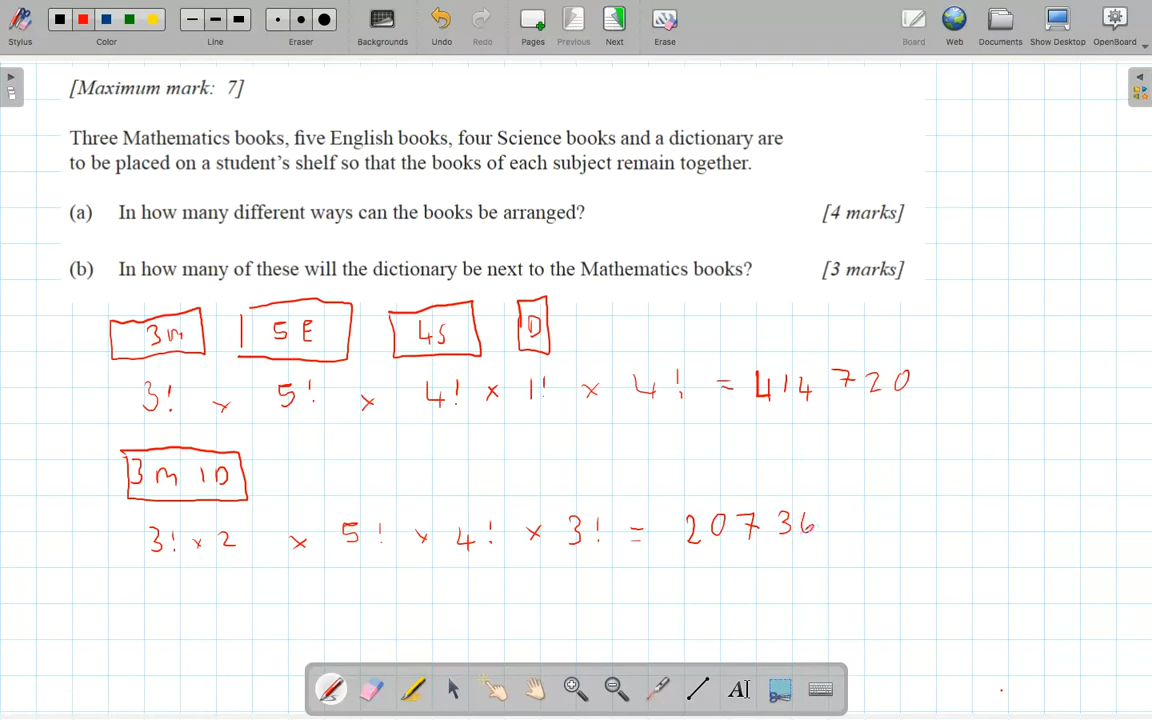 Stylus Color Line Eraser Backgrounds Undo Redo Pages Previous Next Erase Board Web Documents Show Desktop OpenBoard
[Maximum mark: 7]
Three Mathematics books, five English books, four Science books and a dictionary are
to be placed on a student's shelf so that the books of each subject remain together.
(a) In how many different ways can the books be arranged? [4 marks]
(b) In how many of these will the dictionary be next to the Mathematics books? [3 marks]
3m 5E 4S D
3! × 5! × 4! × 1! × 4! = 414720
3m 1D
3! × 2 × 5! × 4! × 3! = 20736
AI